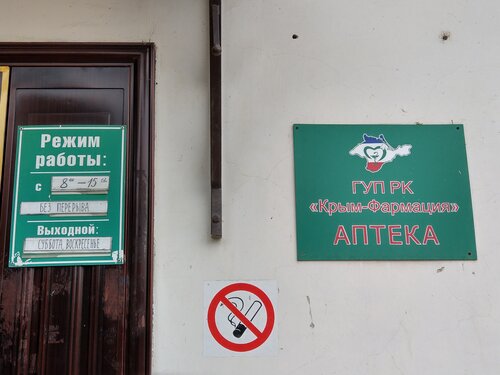 Режим
работы:
с 8⁰⁰-15⁰⁰
БЕЗ ПЕРЕРЫВА
Выходной:
СУББОТА, ВОСКРЕСЕНЬЕ
ГУП РК
«Крым-Фармация»
АПТЕКА